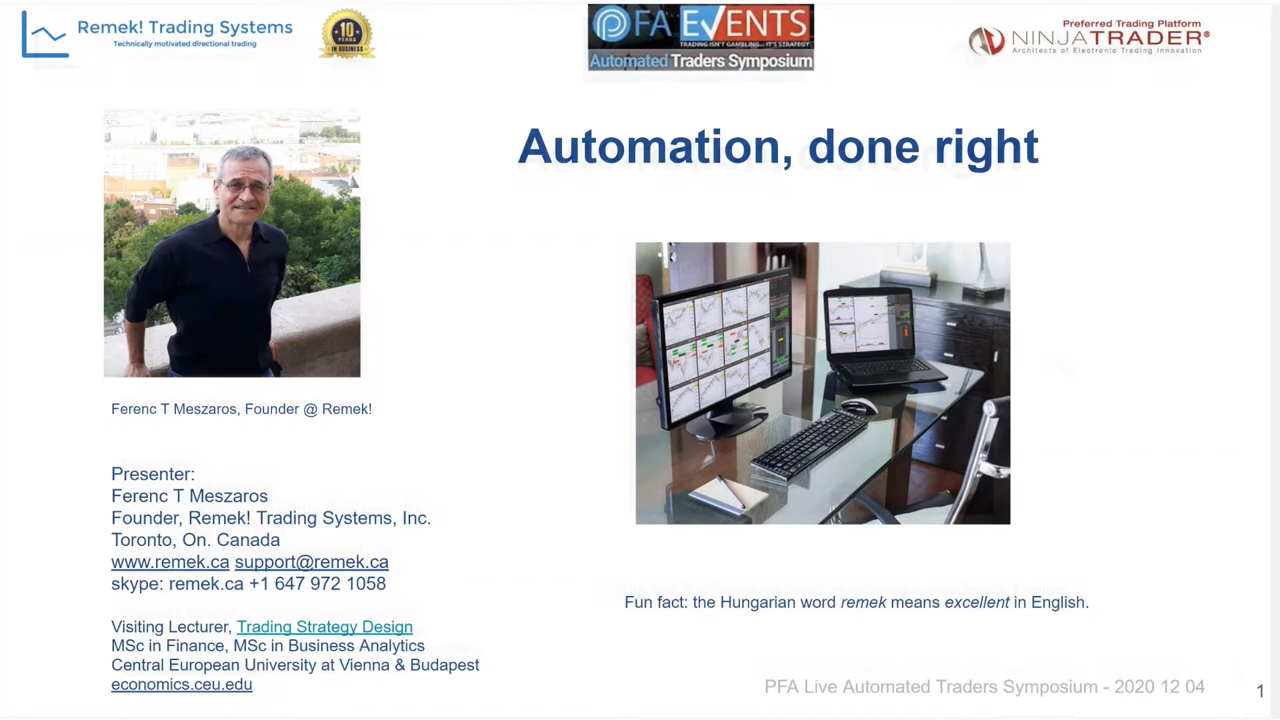 Remek! Trading Systems
Technically motivated directional trading
10
YEARS
IN BUSINESS
PFA EVENTS
TRADING ISN'T GAMBLING...IT'S STRATEGY
Automated Traders Symposium
Preferred Trading Platform
NINJATRADER®
Architects of Electronic Trading Innovation
Automation, done right
Ferenc T Meszaros, Founder @ Remek!
Presenter:
Ferenc T Meszaros
Founder, Remek! Trading Systems, Inc.
Toronto, On. Canada
www.remek.ca support@remek.ca
skype: remek.ca +1 647 972 1058
Visiting Lecturer, Trading Strategy Design
MSc in Finance, MSc in Business Analytics
Central European University at Vienna & Budapest
economics.ceu.edu
Fun fact: the Hungarian word remek means excellent in English.
PFA Live Automated Traders Symposium - 2020 12 04
1